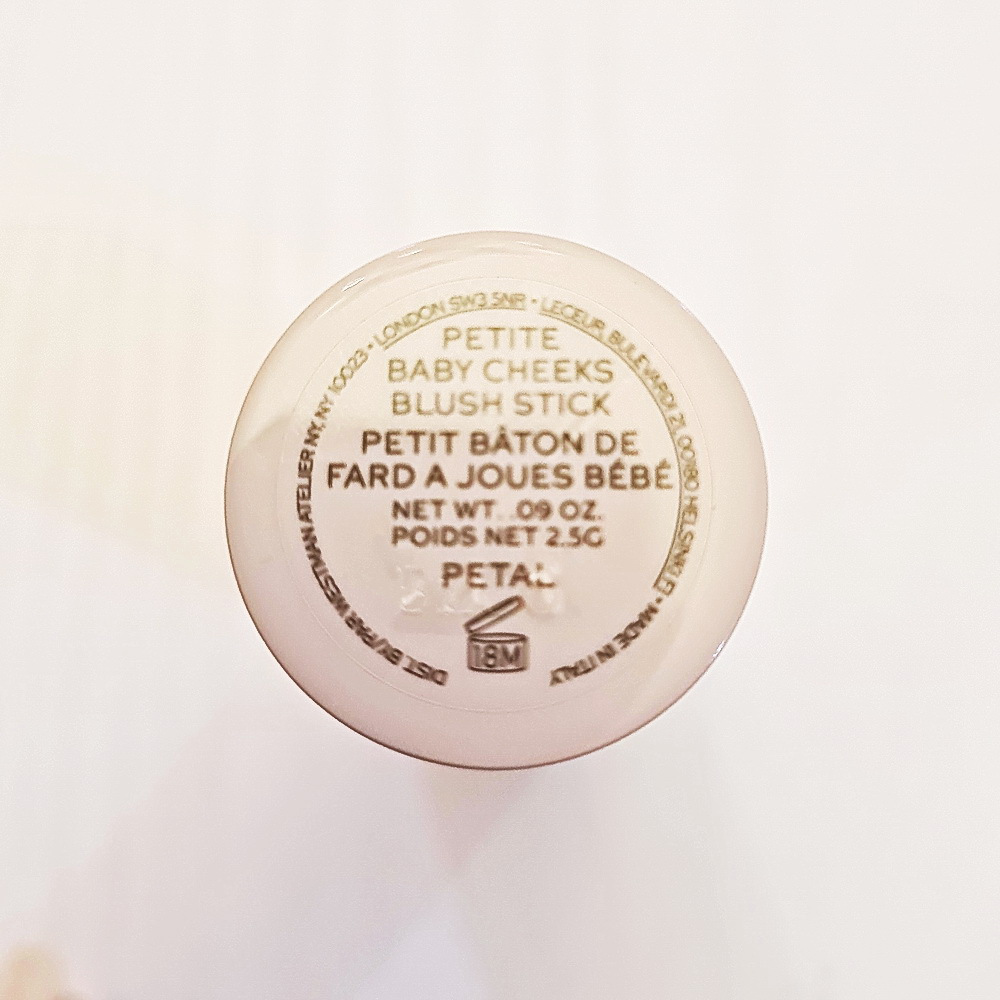 PETITE
BABY CHEEKS
BLUSH STICK
PETIT BÂTON DE
FARD A JOUES BÉBÉ
NET WT. .09 OZ.
POIDS NET 2.5G
PETAL
18M
DIST. BY/PAR WESTMAN ATELIER NY, NY 10023 • LONDON SW3 5NR • LECEUR, BULEVARDI 21, 00180 HELSINKI FI • MADE IN ITALY